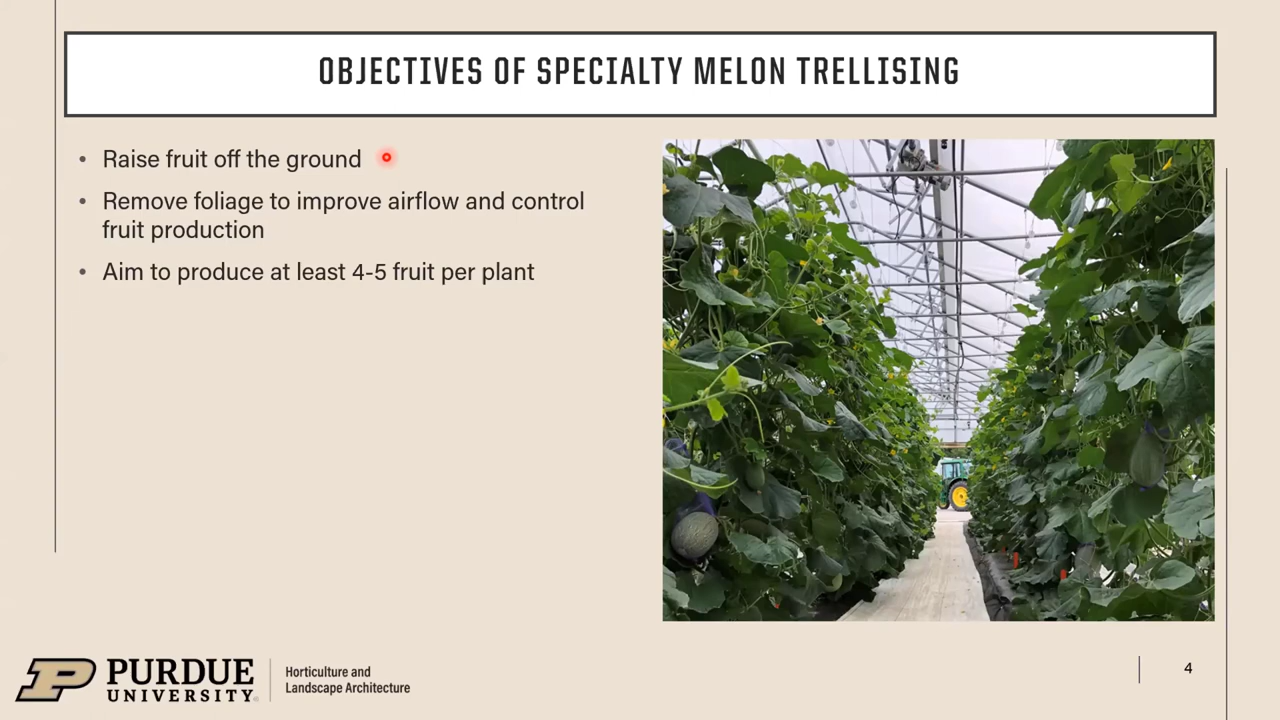 OBJECTIVES OF SPECIALTY MELON TRELLISING
• Raise fruit off the ground
• Remove foliage to improve airflow and control
fruit production
• Aim to produce at least 4-5 fruit per plant
PURDUE
UNIVERSITY®
Horticulture and
Landscape Architecture
4